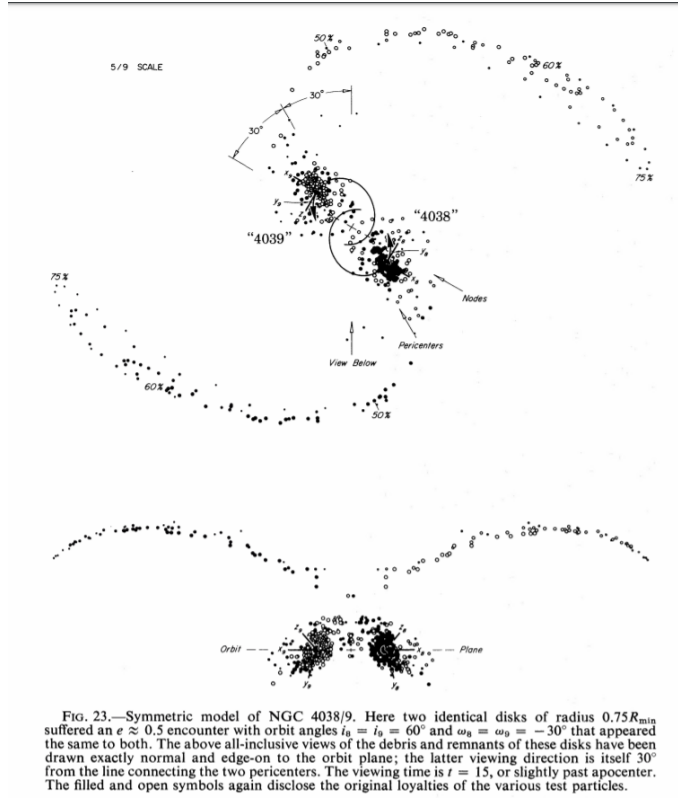 50%
5/9 SCALE
60%
30°
30°
75%
"4038"
"4039"
75%
Nodes
Pericenters
View Below
60%
50%
Orbit
Plane
FIG. 23.—Symmetric model of NGC 4038/9. Here two identical disks of radius 0.75Rmin
suffered an e ≈ 0.5 encounter with orbit angles i8 = i9 = 60° and ω8 = ω9 = −30° that appeared
the same to both. The above all-inclusive views of the debris and remnants of these disks have been
drawn exactly normal and edge-on to the orbit plane; the latter viewing direction is itself 30°
from the line connecting the two pericenters. The viewing time is t = 15, or slightly past apocenter.
The filled and open symbols again disclose the original loyalties of the various test particles.